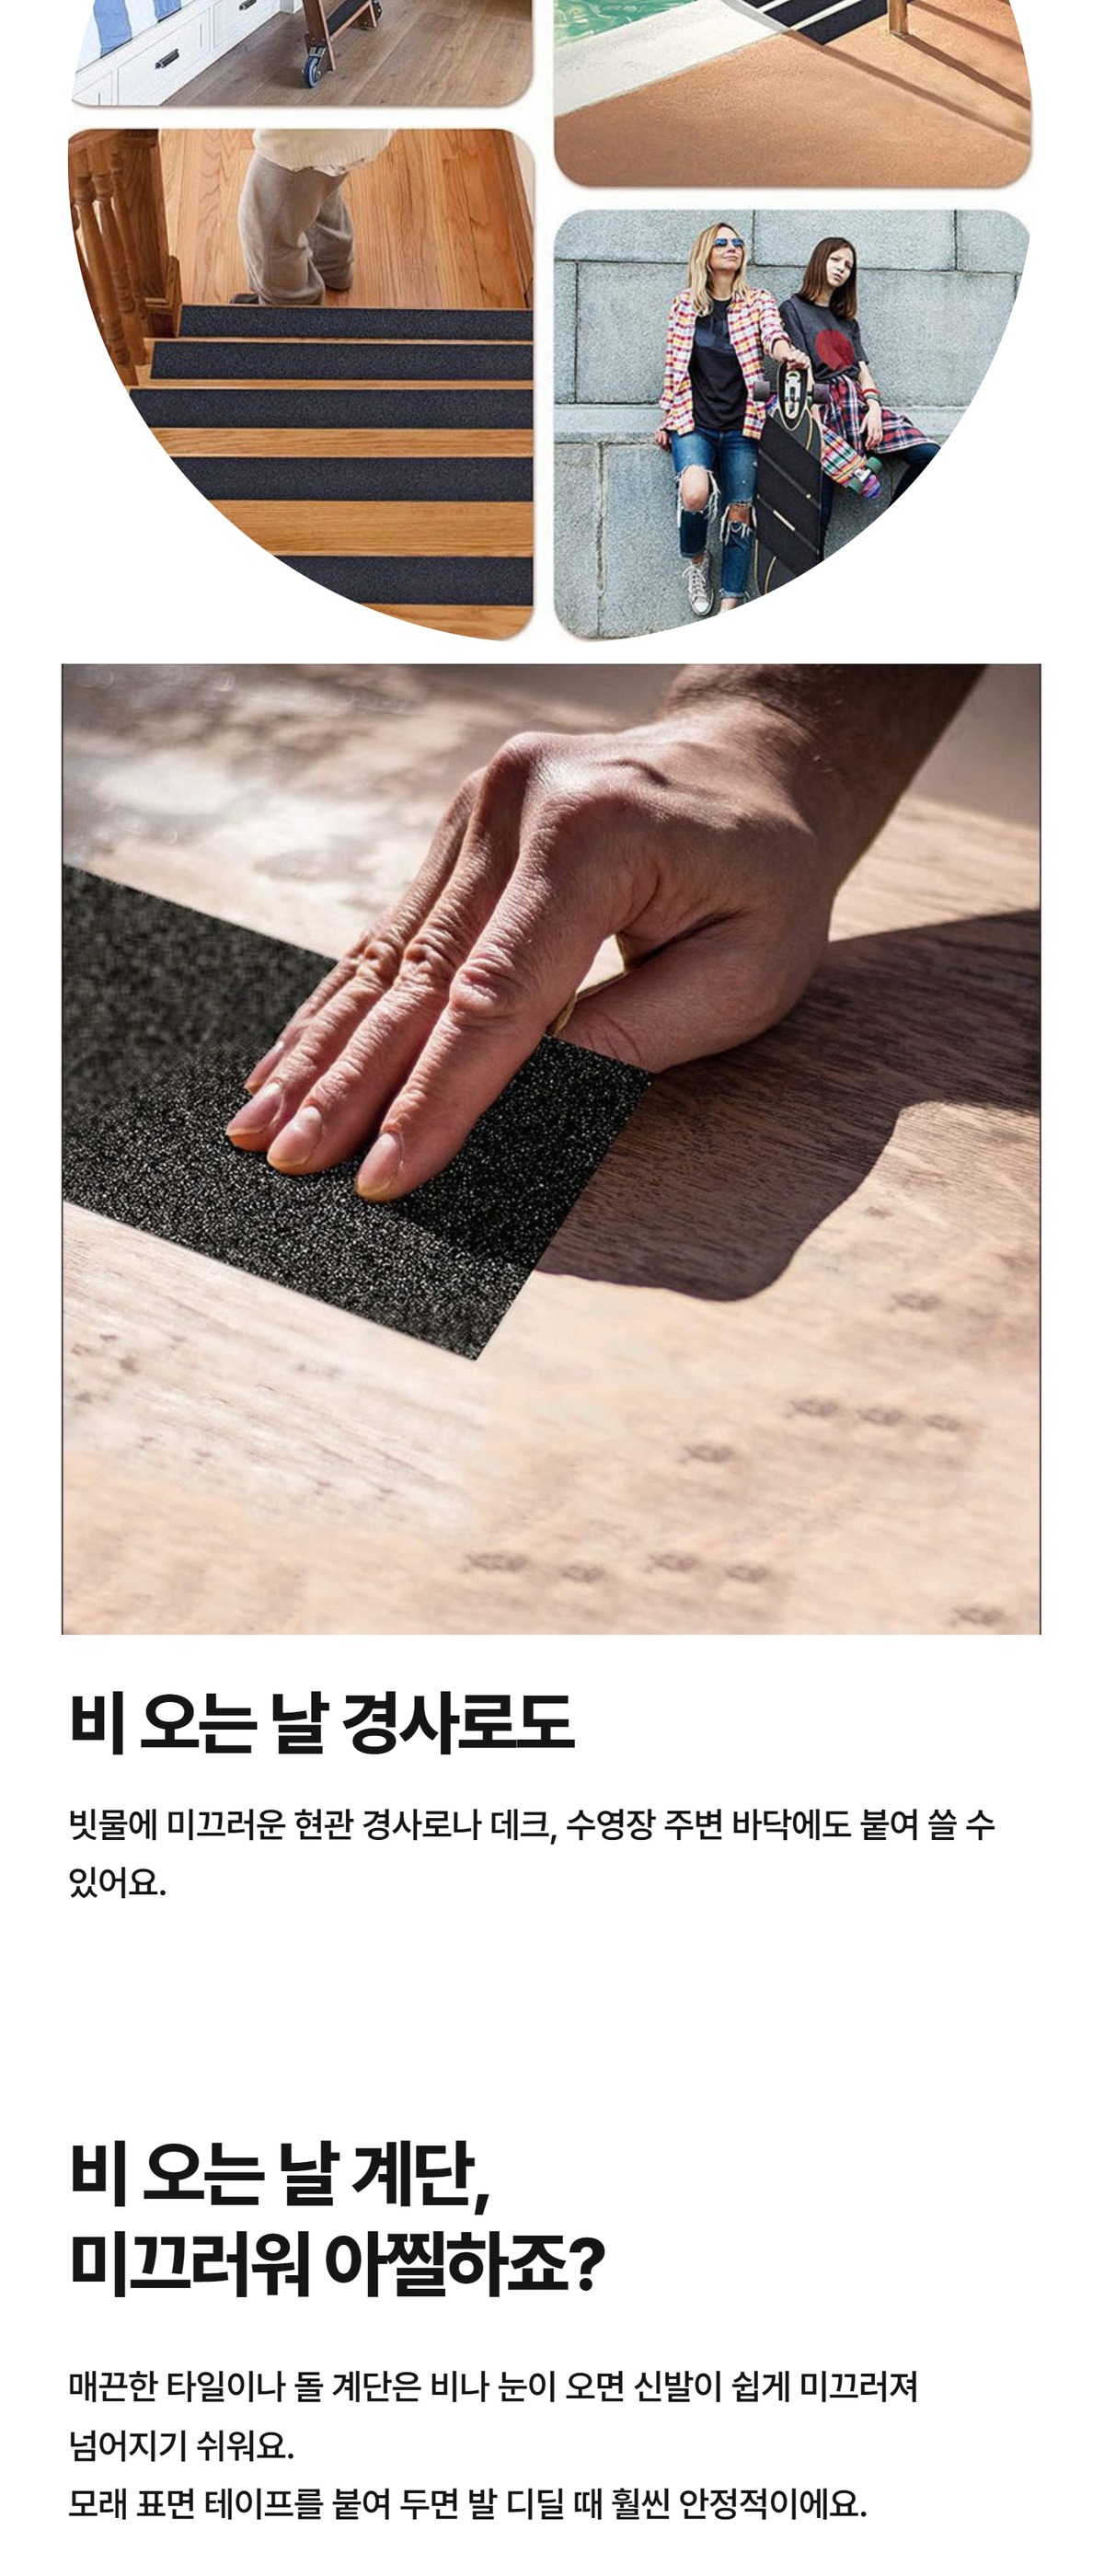 비 오는 날 경사로도
빗물에 미끄러운 현관 경사로나 데크, 수영장 주변 바닥에도 붙여 쓸 수
있어요.
비 오는 날 계단,
미끄러워 아찔하죠?
매끈한 타일이나 돌 계단은 비나 눈이 오면 신발이 쉽게 미끄러져
넘어지기 쉬워요.
모래 표면 테이프를 붙여 두면 발 디딜 때 훨씬 안정적이에요.